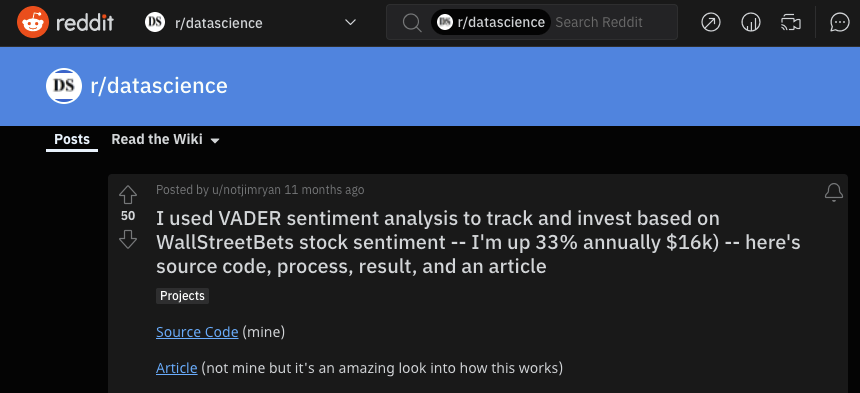 reddit DS r/datascience DS r/datascience Search Reddit
DS r/datascience
Posts Read the Wiki
Posted by u/notjimryan 11 months ago
50
I used VADER sentiment analysis to track and invest based on
WallStreetBets stock sentiment -- I'm up 33% annually $16k) -- here's
source code, process, result, and an article
Projects
Source Code (mine)
Article (not mine but it's an amazing look into how this works)